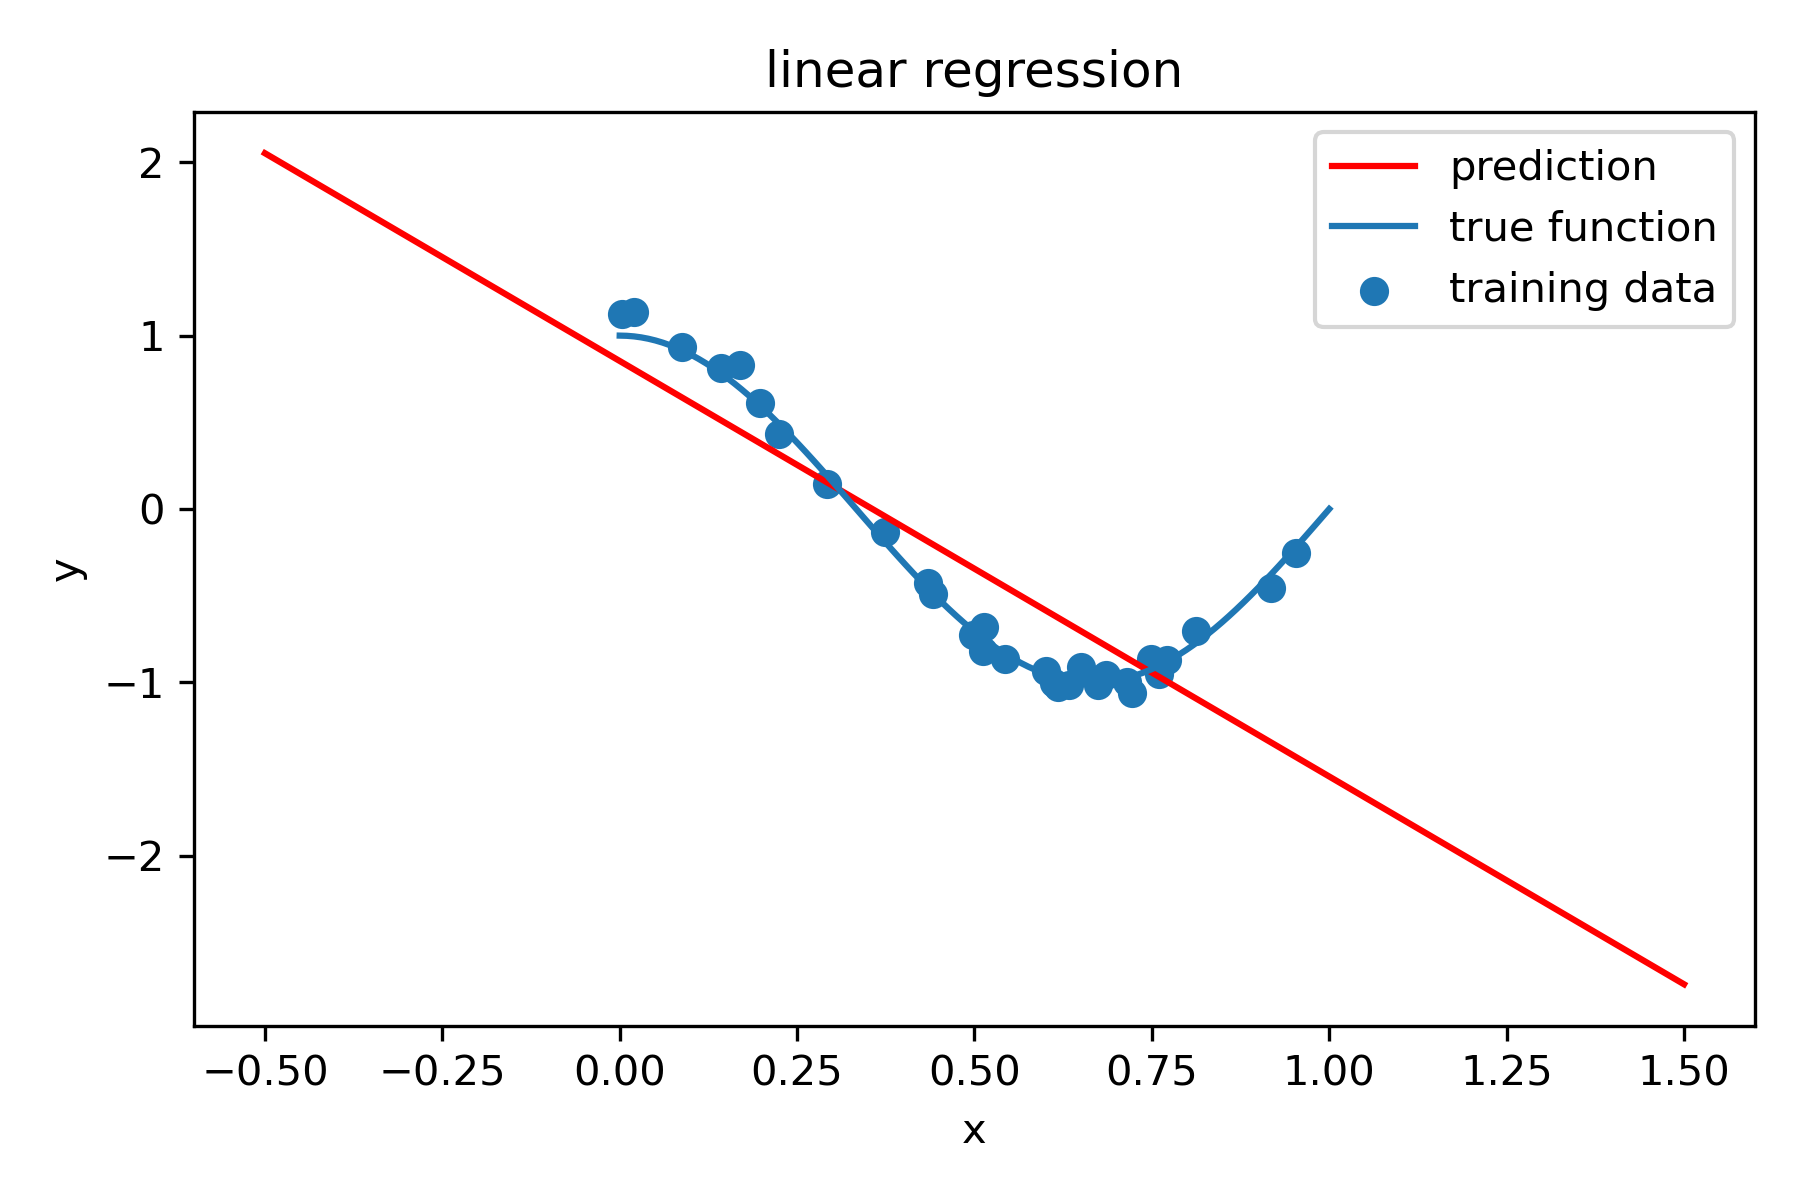 linear regression
prediction
true function
training data
2
1
0
−1
−2
y
−0.50 −0.25 0.00 0.25 0.50 0.75 1.00 1.25 1.50
x